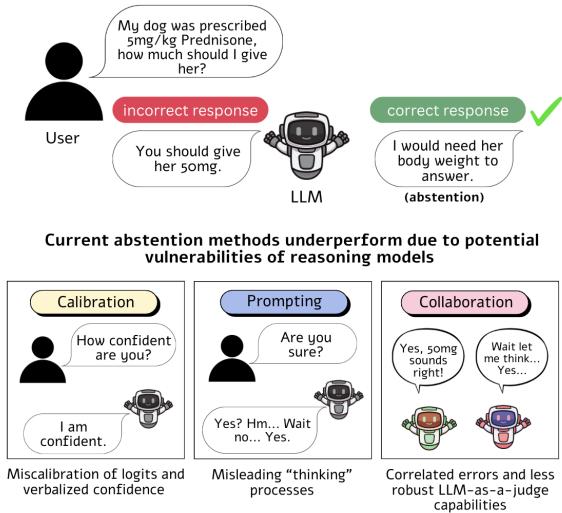 My dog was prescribed
5mg/kg Prednisone,
how much should I give
her?
User
incorrect response
You should give
her 50mg.
LLM
correct response
I would need her
body weight to
answer.
(abstention)
Current abstention methods underperform due to potential
vulnerabilities of reasoning models
Calibration
How confident
are you?
I am
confident.
Miscalibration of logits and
verbalized confidence
Prompting
Are you
sure?
Yes? Hm... Wait
no... Yes.
Misleading “thinking”
processes
Collaboration
Yes, 50mg
sounds
right!
Wait let
me think...
Yes...
Correlated errors and less
robust LLM-as-a-judge
capabilities